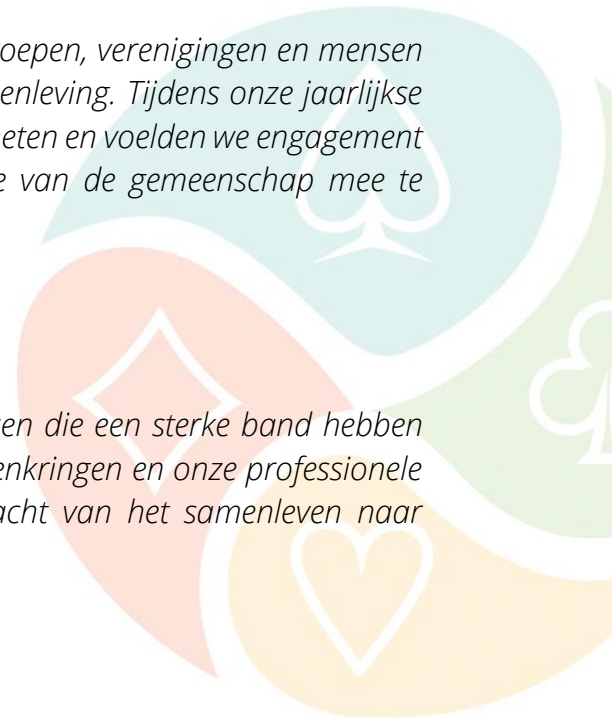 oepen, verenigingen en mensen
enleving. Tijdens onze jaarlijkse
eten en voelden we engagement
e van de gemeenschap mee te
en die een sterke band hebben
enkringen en onze professionele
acht van het samenleven naar